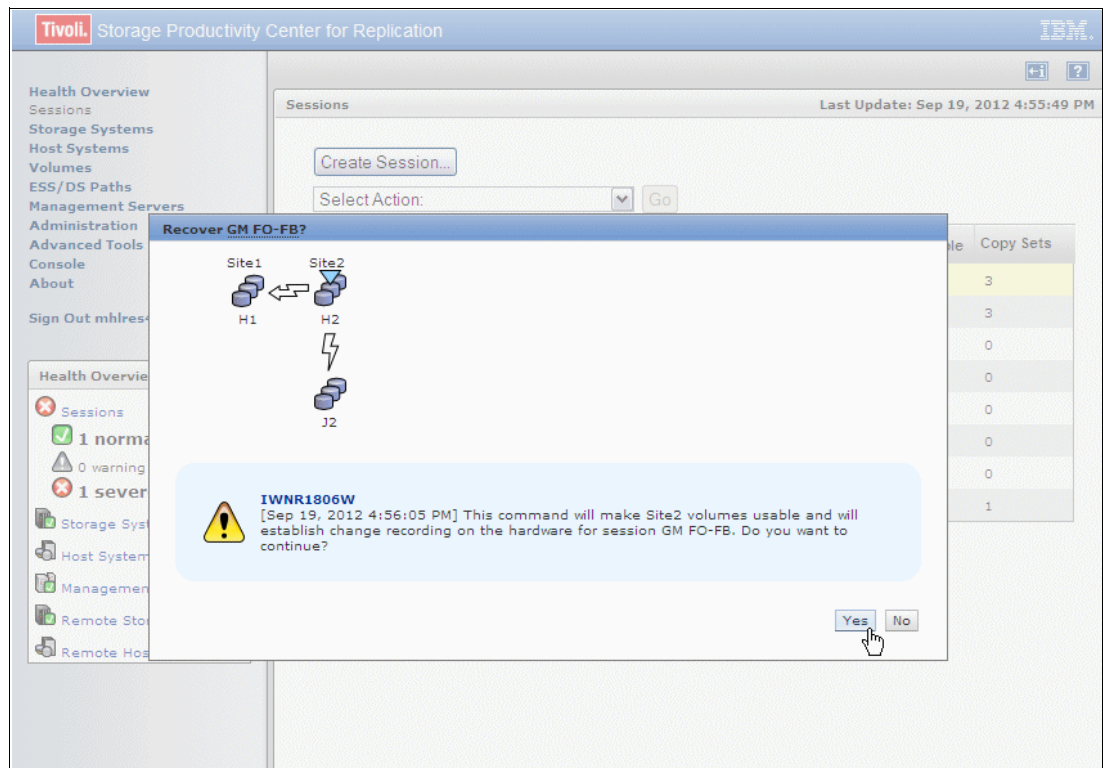 Tivoli. Storage Productivity Center for Replication
IBM.
Health Overview
Sessions
Storage Systems
Host Systems
Volumes
ESS/DS Paths
Management Servers
Administration
Advanced Tools
Console
About
Sign Out mhlres
Sessions
Last Update: Sep 19, 2012 4:55:49 PM
Create Session...
Select Action:
Go
Copy Sets
3
3
0
0
0
0
0
1
Recover GM FO-FB?
Site1
Site2
H1
H2
J2
IWNR1806W
[Sep 19, 2012 4:56:05 PM] This command will make Site2 volumes usable and will
establish change recording on the hardware for session GM FO-FB. Do you want to
continue?
Yes
No
Health Overvie
Sessions
1 norma
0 warning
1 sever
Storage Syst
Host System
Managemen
Remote Stor
Remote Hos